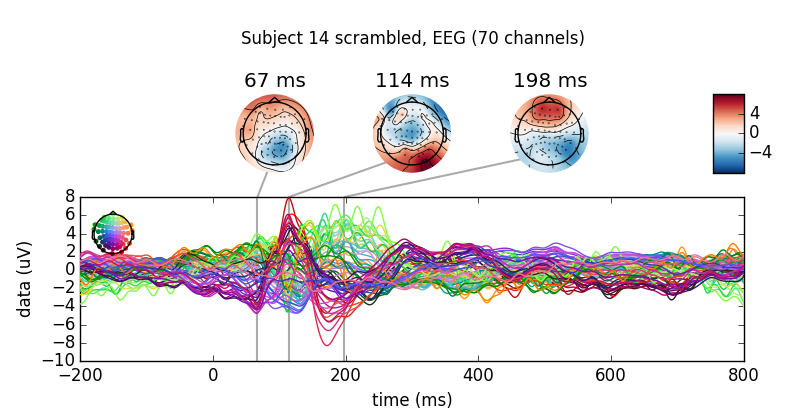 Subject 14 scrambled, EEG (70 channels)
67 ms 114 ms 198 ms
4
0
−4
8
6
4
2
0
−2
−4
−6
−8
−10
data (uV)
−200 0 200 400 600 800
time (ms)